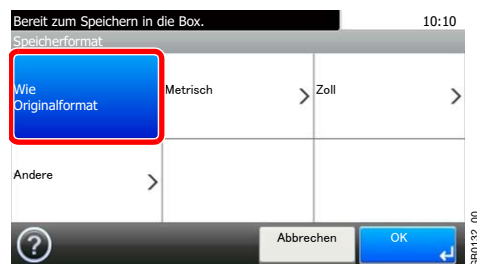 Bereit zum Speichern in die Box. 10:10
Speicherformat
Wie
Originalformat
Metrisch
Zoll
Andere
?
Abbrechen
OK
GB0132_00